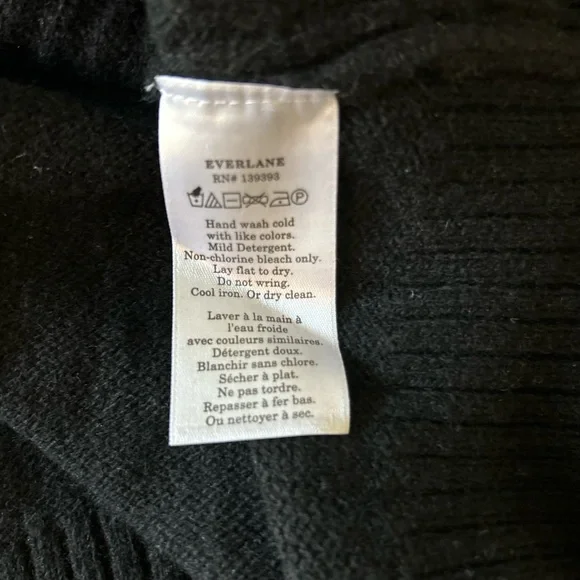 EVERLANE
RN# 139393
Hand wash cold
with like colors.
Mild Detergent.
Non-chlorine bleach only.
Lay flat to dry.
Do not wring.
Cool iron. Or dry clean.
Laver à la main à
l'eau froide
avec couleurs similaires.
Détergent doux.
Blanchir sans chlore.
Sécher à plat.
Ne pas tordre.
Repasser à fer bas.
Ou nettoyer à sec.